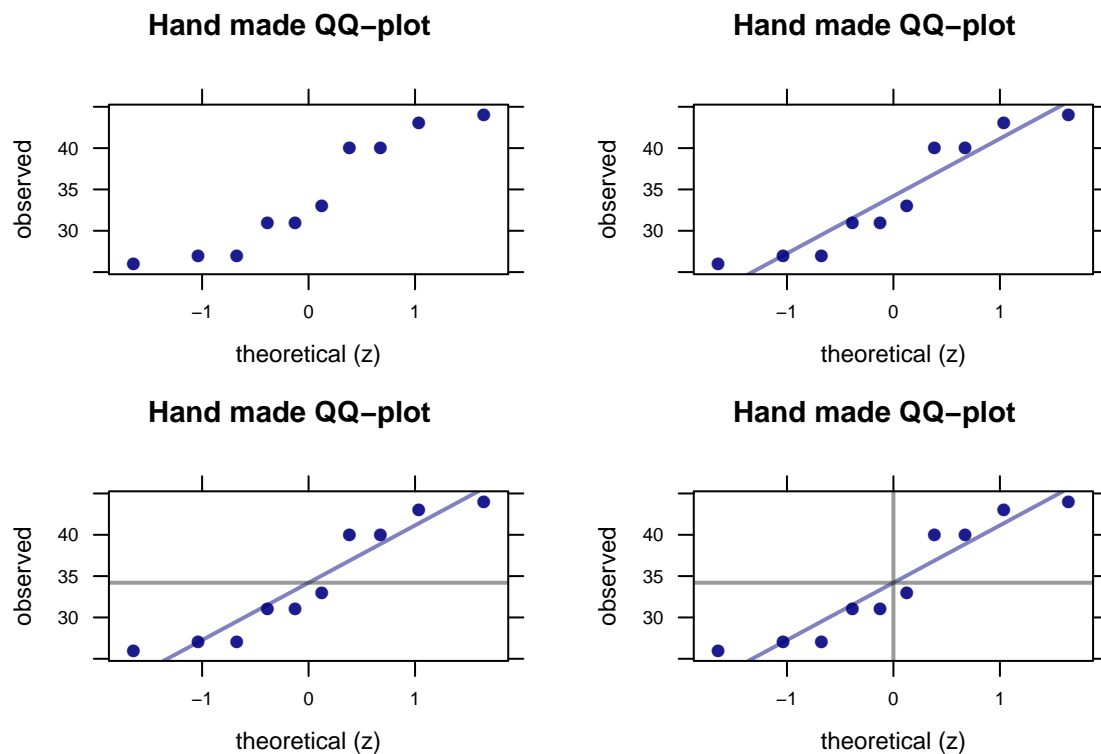 Hand made QQ−plot
observed
40
35
30
−1 0 1
theoretical (z)
Hand made QQ−plot
observed
40
35
30
−1 0 1
theoretical (z)
Hand made QQ−plot
observed
40
35
30
−1 0 1
theoretical (z)
Hand made QQ−plot
observed
40
35
30
−1 0 1
theoretical (z)